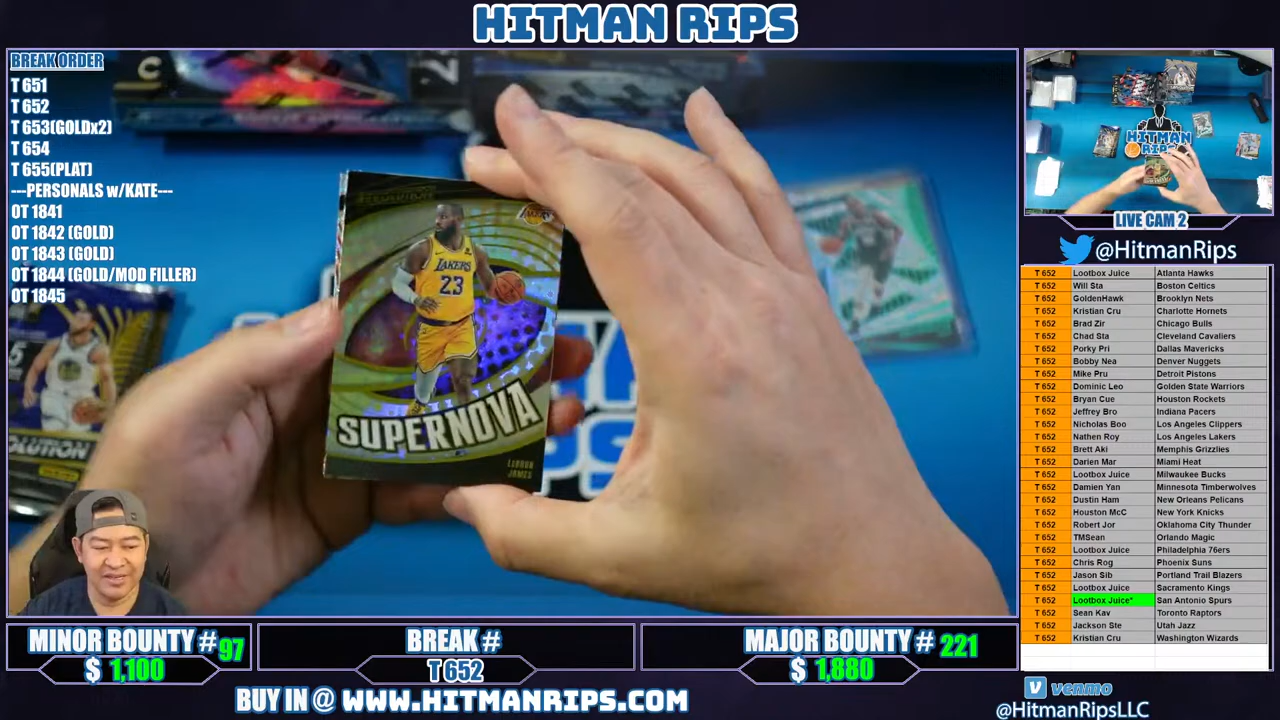 HITMAN RIPS
BREAK ORDER
T 651
T 652
T 653(GOLDx2)
T 654
T 655(PLAT)
---PERSONALS w/KATE---
OT 1841
OT 1842 (GOLD)
OT 1843 (GOLD)
OT 1844 (GOLD/MOD FILLER)
OT 1845
LAKERS
23
SUPERNOVA
LEBRON
JAMES
HITMAN
RIPS
LIVE CAM 2
@HitmanRips
T 652 Lootbox Juice Atlanta Hawks
T 652 Will Sta Boston Celtics
T 652 GoldenHawk Brooklyn Nets
T 652 Kristian Cru Charlotte Hornets
T 652 Brad Zir Chicago Bulls
T 652 Chad Sta Cleveland Cavaliers
T 652 Porky Pri Dallas Mavericks
T 652 Bobby Nea Denver Nuggets
T 652 Mike Pru Detroit Pistons
T 652 Dominic Leo Golden State Warriors
T 652 Bryan Cue Houston Rockets
T 652 Jeffrey Bro Indiana Pacers
T 652 Nicholas Boo Los Angeles Clippers
T 652 Nathen Roy Los Angeles Lakers
T 652 Brett Aki Memphis Grizzlies
T 652 Darien Mar Miami Heat
T 652 Lootbox Juice Milwaukee Bucks
T 652 Damien Yan Minnesota Timberwolves
T 652 Dustin Ham New Orleans Pelicans
T 652 Houston McC New York Knicks
T 652 Robert Jor Oklahoma City Thunder
T 652 TMSean Orlando Magic
T 652 Lootbox Juice Philadelphia 76ers
T 652 Chris Rog Phoenix Suns
T 652 Jason Sib Portland Trail Blazers
T 652 Lootbox Juice Sacramento Kings
T 652 Lootbox Juice* San Antonio Spurs
T 652 Sean Kav Toronto Raptors
T 652 Jackson Ste Utah Jazz
T 652 Kristian Cru Washington Wizards
MINOR BOUNTY # 97
$ 1,100
BREAK #
T 652
MAJOR BOUNTY # 221
$ 1,880
BUY IN @ WWW.HITMANRIPS.COM
venmo
@HitmanRipsLLC